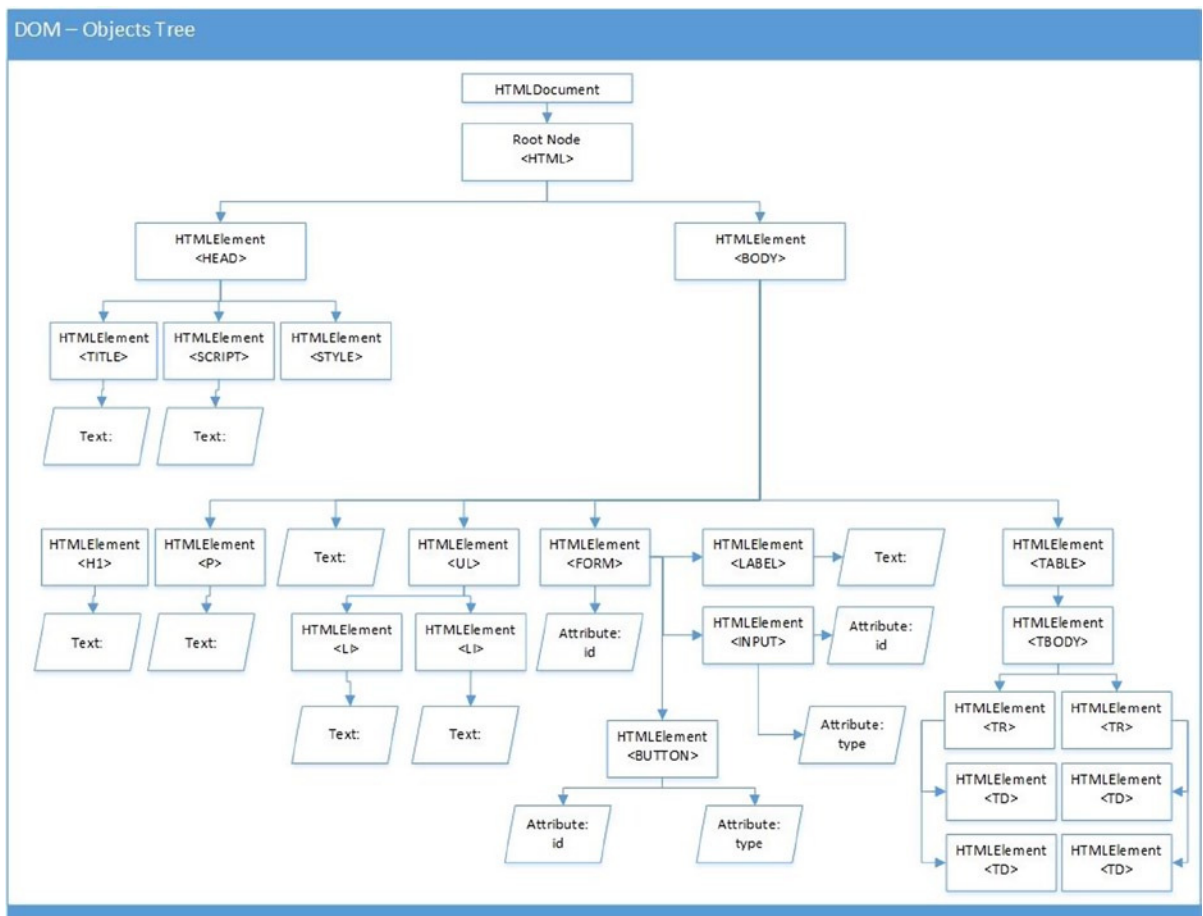 DOM – Objects Tree
HTMLDocument
Root Node
<HTML>
HTMLElement
<HEAD>
HTMLElement
<BODY>
HTMLElement
<TITLE>
HTMLElement
<SCRIPT>
HTMLElement
<STYLE>
Text:
Text:
HTMLElement
<H1>
HTMLElement
<P>
Text:
HTMLElement
<UL>
HTMLElement
<FORM>
HTMLElement
<LABEL>
Text:
HTMLElement
<TABLE>
Text:
Text:
HTMLElement
<LI>
HTMLElement
<LI>
Attribute:
id
HTMLElement
<INPUT>
Attribute:
id
HTMLElement
<TBODY>
Text:
Text:
HTMLElement
<BUTTON>
Attribute:
type
HTMLElement
<TR>
HTMLElement
<TR>
HTMLElement
<TD>
HTMLElement
<TD>
Attribute:
id
Attribute:
type
HTMLElement
<TD>
HTMLElement
<TD>